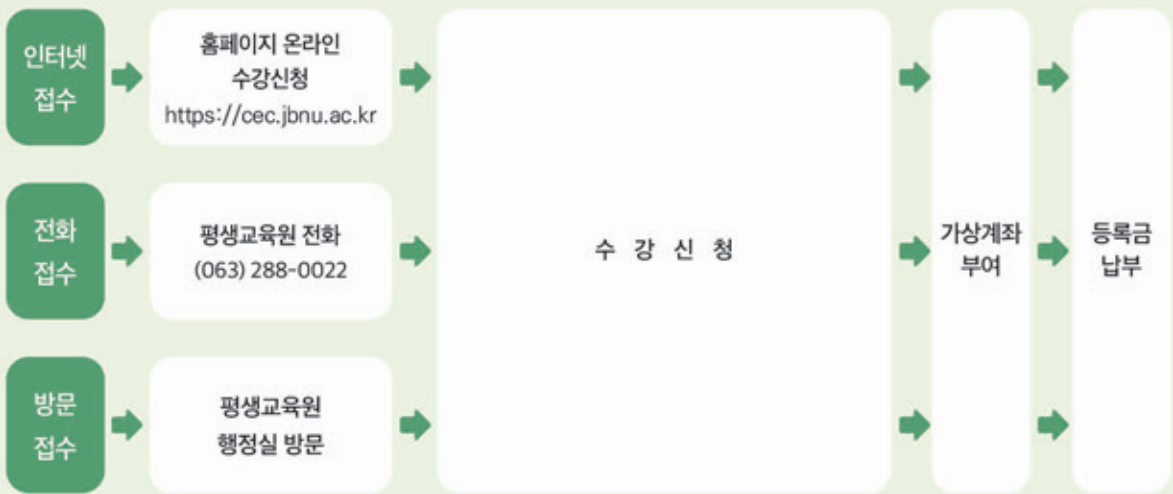 인터넷
접수
홈페이지 온라인
수강신청
https://cec.jbnu.ac.kr
전화
접수
평생교육원 전화
(063) 288-0022
방문
접수
평생교육원
행정실 방문
수 강 신 청
가상계좌
부여
등록금
납부